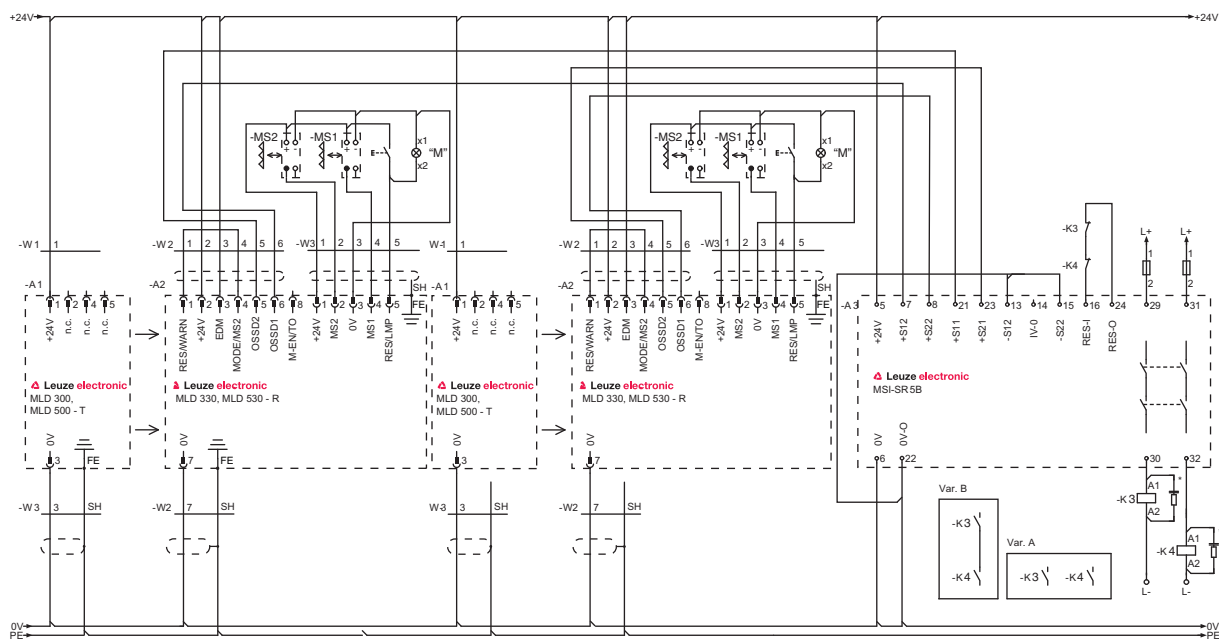 +24V +24V
-MS2 -MS1 x1 "M" x2
+ - + -
E
-MS2 -MS1 x1 "M" x2
+ - + -
E
-K3
-K4
L+ L+
1 1
2 2
-W1 1
-W2 1 2 3 4 5 6
-W3 1 2 3 4 5
W-1 1
-W2 1 2 3 4 5 6
-W3 1 2 3 4 5
SH SH
-A1 1 2 4 5
+24V n.c. n.c. n.c.
-A2 1 2 3 4 5 6 8 1 2 3 4 5 FE
RES/WARN +24V EDM MODE/MS2 OSSD2 OSSD1 M-EN/TO +24V MS2 0V MS1 RES/LMP
-A1 1 2 4 5
+24V n.c. n.c. n.c.
-A2 1 2 3 4 5 6 8 1 2 3 4 5 FE
RES/WARN +24V EDM MODE/MS2 OSSD2 OSSD1 M-EN/TO +24V MS2 0V MS1 RES/LMP
-A3 5 7 8 21 23 13 14 15 16 24 29 31
+24V +S12 +S22 +S11 +S21 -S12 IV-0 -S22 RES-I RES-O
Leuze electronic
MLD 300,
MLD 500 - T
Leuze electronic
MLD 330, MLD 530 - R
Leuze electronic
MLD 300,
MLD 500 - T
Leuze electronic
MLD 330, MLD 530 - R
Leuze electronic
MSI-SR5B
0V 3 FE
0V 7 FE
0V 3
0V 7
0V 0V-O
6 22 30 32
-W3 3 SH
-W2 7 SH
W-3 3 SH
-W2 7 SH
Var. B
-K3
-K4
Var. A
-K3 -K4
A1 *
-K3
A2
A1 *
-K4
A2
L- L-
0V 0V
PE PE